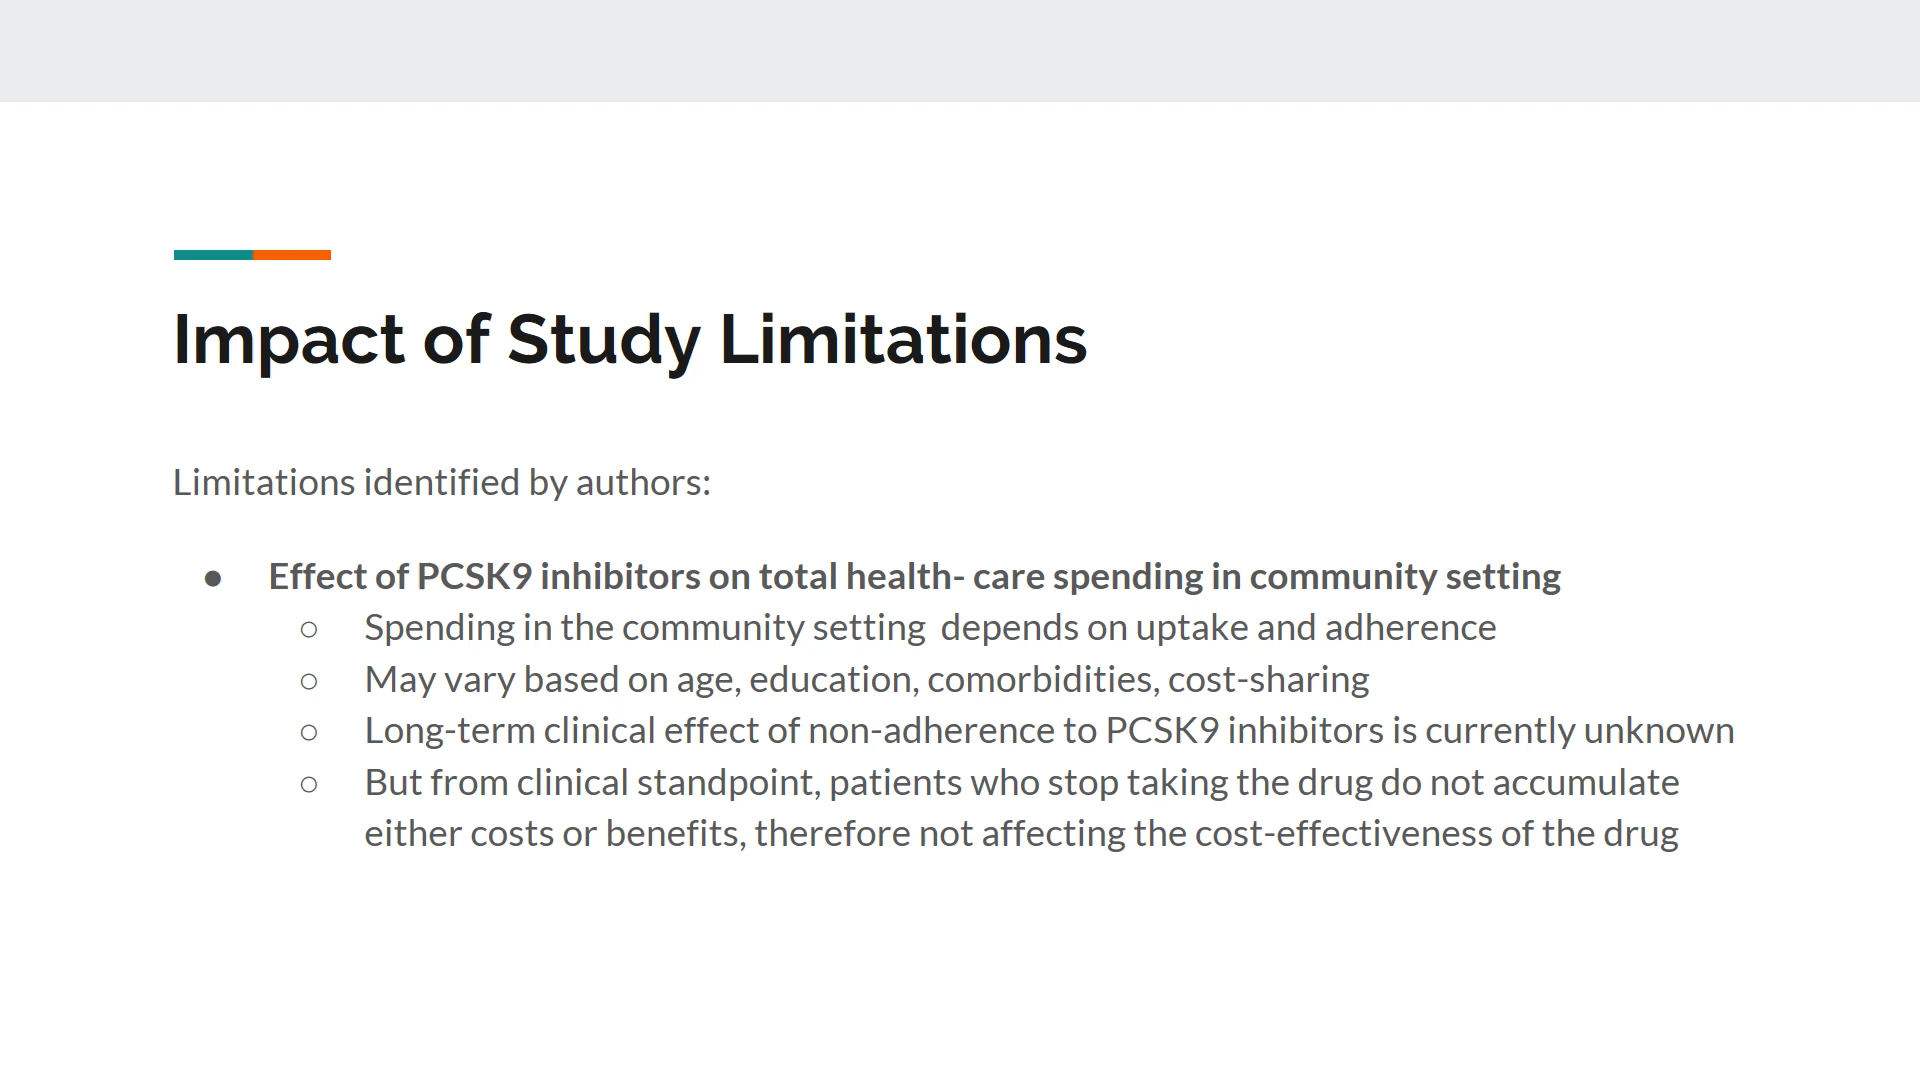 Impact of Study Limitations
Limitations identified by authors:
● Effect of PCSK9 inhibitors on total health- care spending in community setting
○ Spending in the community setting  depends on uptake and adherence
○ May vary based on age, education, comorbidities, cost-sharing
○ Long-term clinical effect of non-adherence to PCSK9 inhibitors is currently unknown
○ But from clinical standpoint, patients who stop taking the drug do not accumulate
either costs or benefits, therefore not affecting the cost-effectiveness of the drug